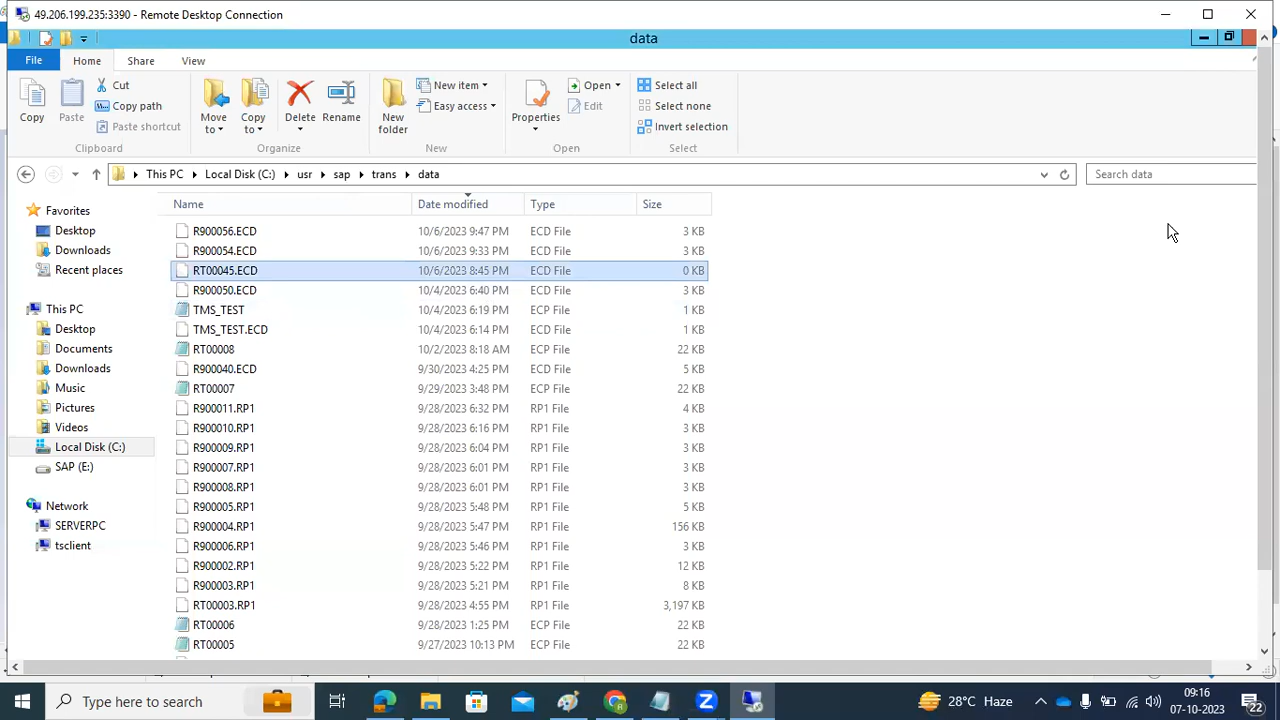 49.206.199.235:3390 - Remote Desktop Connection
data
File Home Share View
Copy Paste Cut Copy path Paste shortcut
Move to Copy to Delete Rename
New folder New item Easy access
Properties Open Edit
Select all Select none Invert selection
Clipboard Organize New Open Select
This PC Local Disk (C:) usr sap trans data
Search data
Favorites
Desktop
Downloads
Recent places
This PC
Desktop
Documents
Downloads
Music
Pictures
Videos
Local Disk (C:)
SAP (E:)
Network
SERVERPC
tsclient
Name Date modified Type Size
R900056.ECD 10/6/2023 9:47 PM ECD File 3 KB
R900054.ECD 10/6/2023 9:33 PM ECD File 3 KB
RT00045.ECD 10/6/2023 8:45 PM ECD File 0 KB
R900050.ECD 10/4/2023 6:40 PM ECD File 3 KB
TMS_TEST 10/4/2023 6:19 PM ECP File 1 KB
TMS_TEST.ECD 10/4/2023 6:14 PM ECD File 1 KB
RT00008 10/2/2023 8:18 AM ECP File 22 KB
R900040.ECD 9/30/2023 4:25 PM ECD File 5 KB
RT00007 9/29/2023 3:48 PM ECP File 22 KB
R900011.RP1 9/28/2023 6:32 PM RP1 File 4 KB
R900010.RP1 9/28/2023 6:16 PM RP1 File 3 KB
R900009.RP1 9/28/2023 6:04 PM RP1 File 3 KB
R900007.RP1 9/28/2023 6:01 PM RP1 File 3 KB
R900008.RP1 9/28/2023 6:01 PM RP1 File 3 KB
R900005.RP1 9/28/2023 5:48 PM RP1 File 5 KB
R900004.RP1 9/28/2023 5:47 PM RP1 File 156 KB
R900006.RP1 9/28/2023 5:46 PM RP1 File 3 KB
R900002.RP1 9/28/2023 5:22 PM RP1 File 12 KB
R900003.RP1 9/28/2023 5:21 PM RP1 File 8 KB
RT00003.RP1 9/28/2023 4:55 PM RP1 File 3,197 KB
RT00006 9/28/2023 1:25 PM ECP File 22 KB
RT00005 9/27/2023 10:13 PM ECP File 22 KB
Type here to search
28°C Haze
09:16
07-10-2023
22